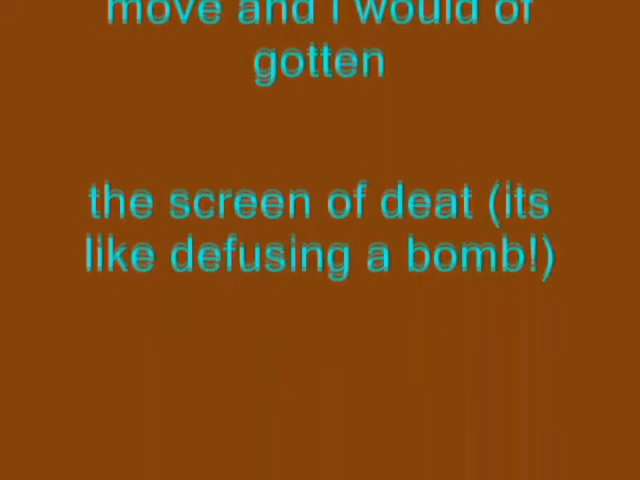 move and I would of
gotten
the screen of deat (its
like defusing a bomb!)